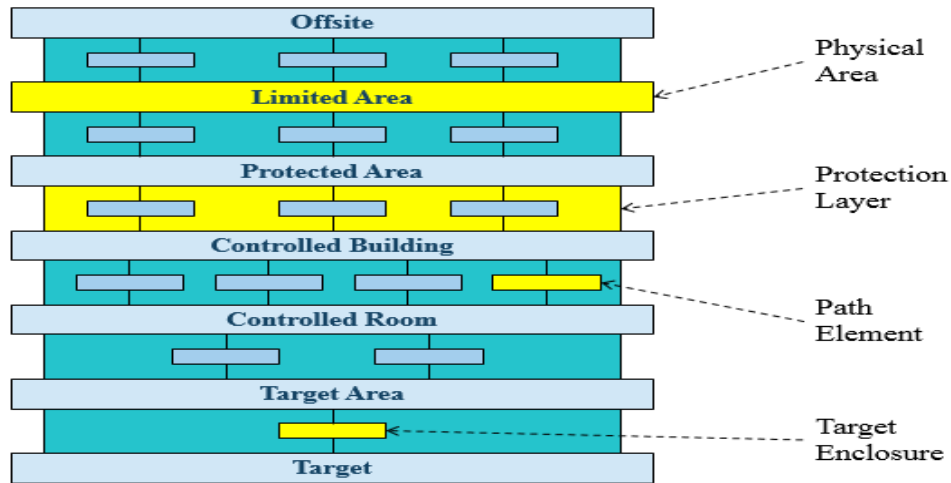 Offsite
Physical
Area
Limited Area
Protected Area
Protection
Layer
Controlled Building
Path
Element
Controlled Room
Target Area
Target
Enclosure
Target